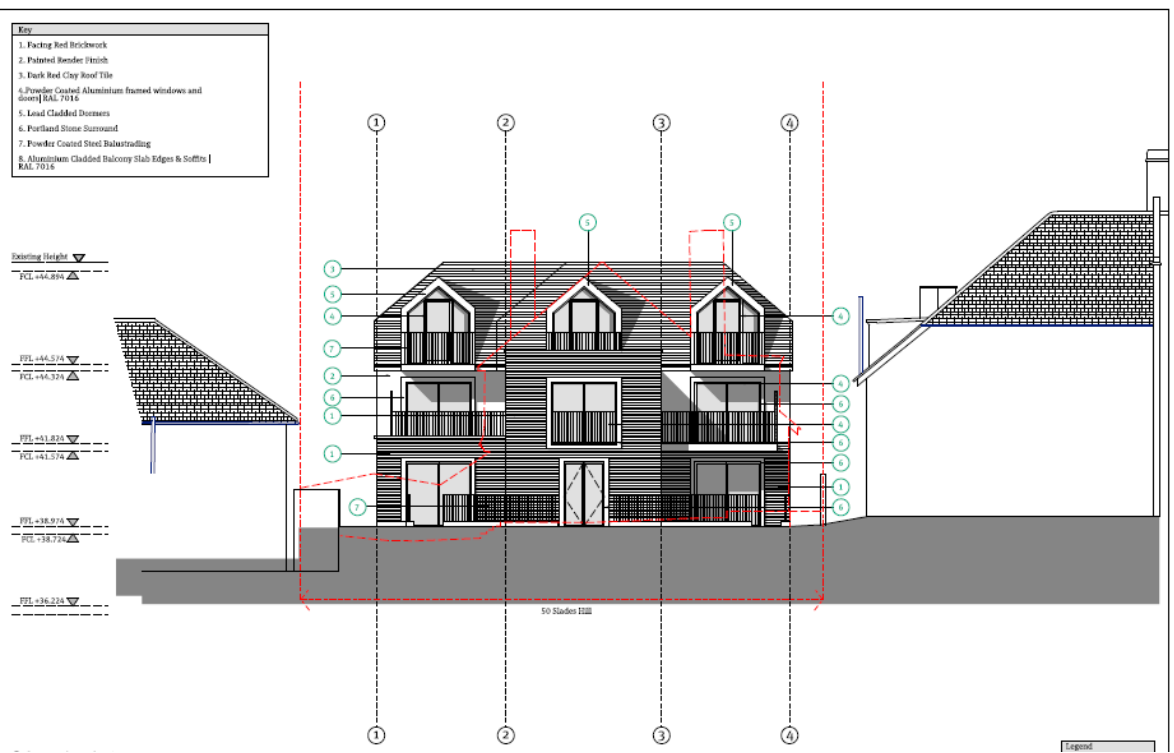 Key
1. Facing Red Brickwork
2. Painted Render Finish
3. Dark Red Clay Roof Tile
4.Powder Coated Aluminium framed windows and
doors| RAL 7016
5. Lead Cladded Dormers
6. Portland Stone Surround
7. Powder Coated Steel Balustrading
8. Aluminium Cladded Balcony Slab Edges & Soffits |
RAL 7016
1 2 3 4
5 5
Existing Height
3
FCL +44.894
5
4 4
7
FFL +44.574
FCL +44.324
2 4
6 6
1 4
FFL +41.824
6
FCL +41.574
1 6
1
7 6
FFL +38.974
FCL +38.724
FFL +36.224
50 Slades Hill
1 2 3 4
Legend